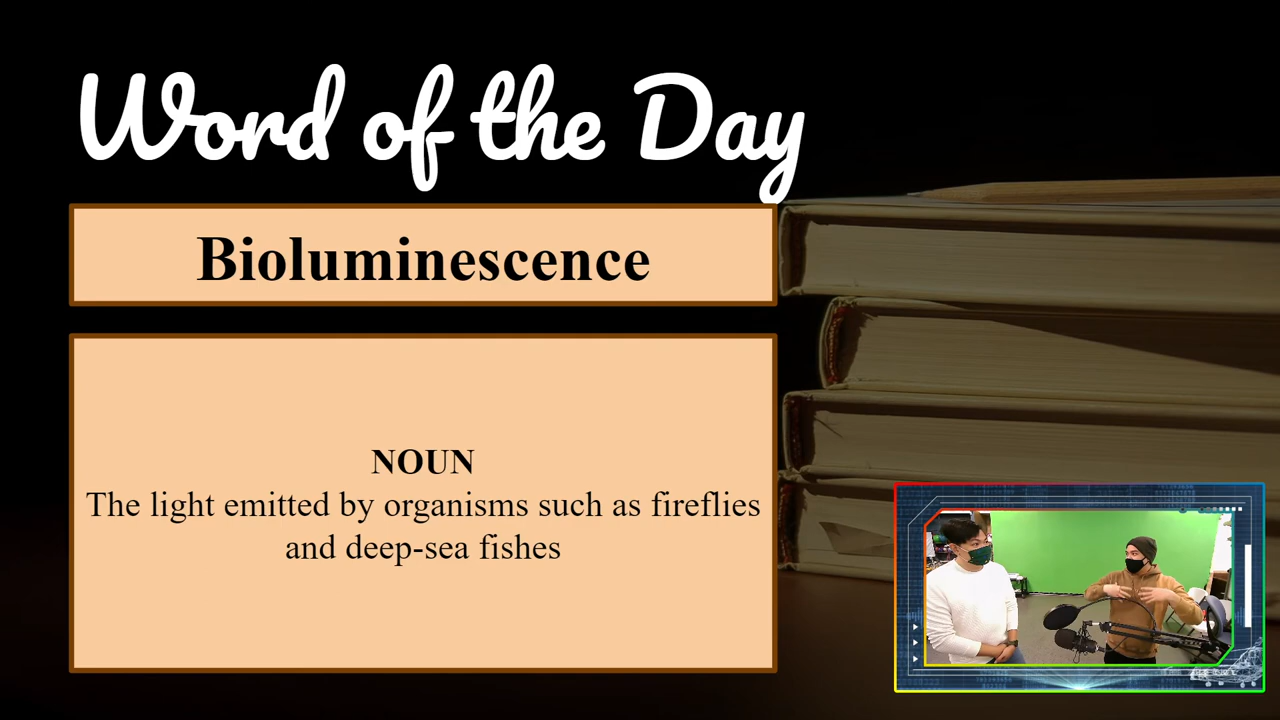 Word of the Day
Bioluminescence
NOUN
The light emitted by organisms such as fireflies
and deep-sea fishes